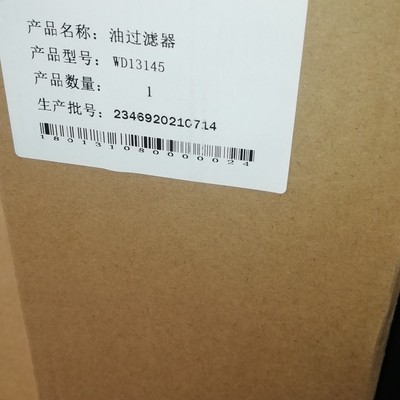 产品名称：油过滤器
产品型号：WD13145
产品数量： 1
生产批号：2346920210714
1801310800000024